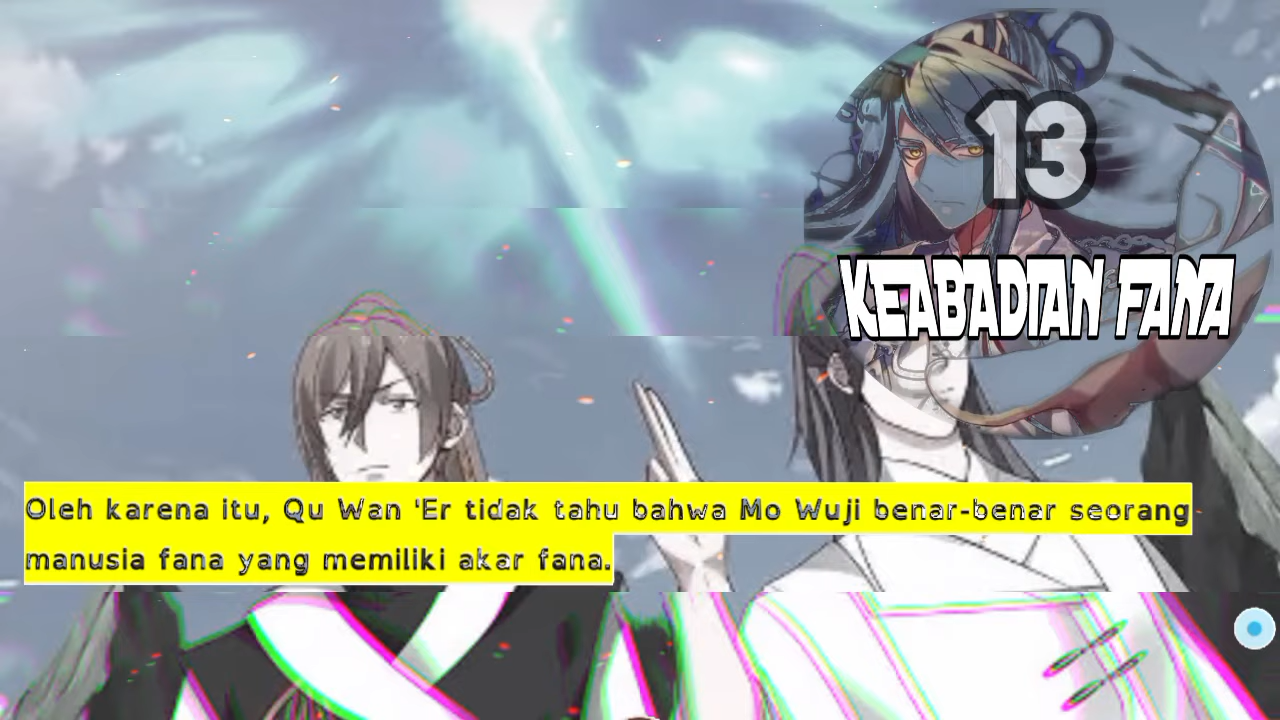 13
KEABADIAN FANA
Oleh karena itu, Qu Wan 'Er tidak tahu bahwa Mo Wuji benar-benar seorang
manusia fana yang memiliki akar fana.